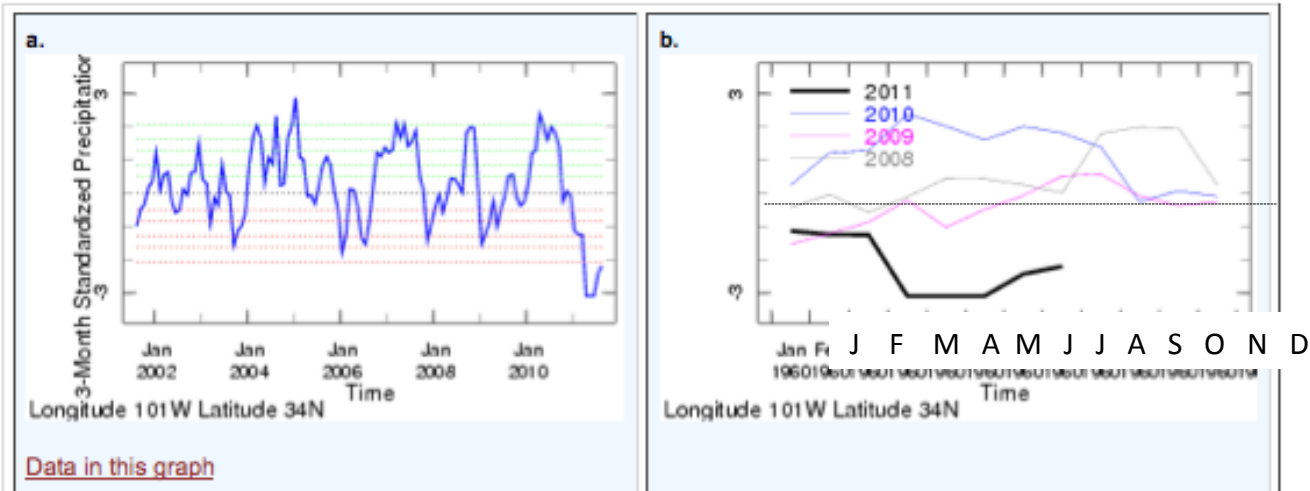 a.
3-Month Standardized Precipitation
3
-3
Jan Jan Jan Jan Jan
2002 2004 2006 2008 2010
Time
Longitude 101W Latitude 34N
Data in this graph
b.
3
-3
2011
2010
2009
2008
Jan
J F M A M J J A S O N D
Time
Longitude 101W Latitude 34N